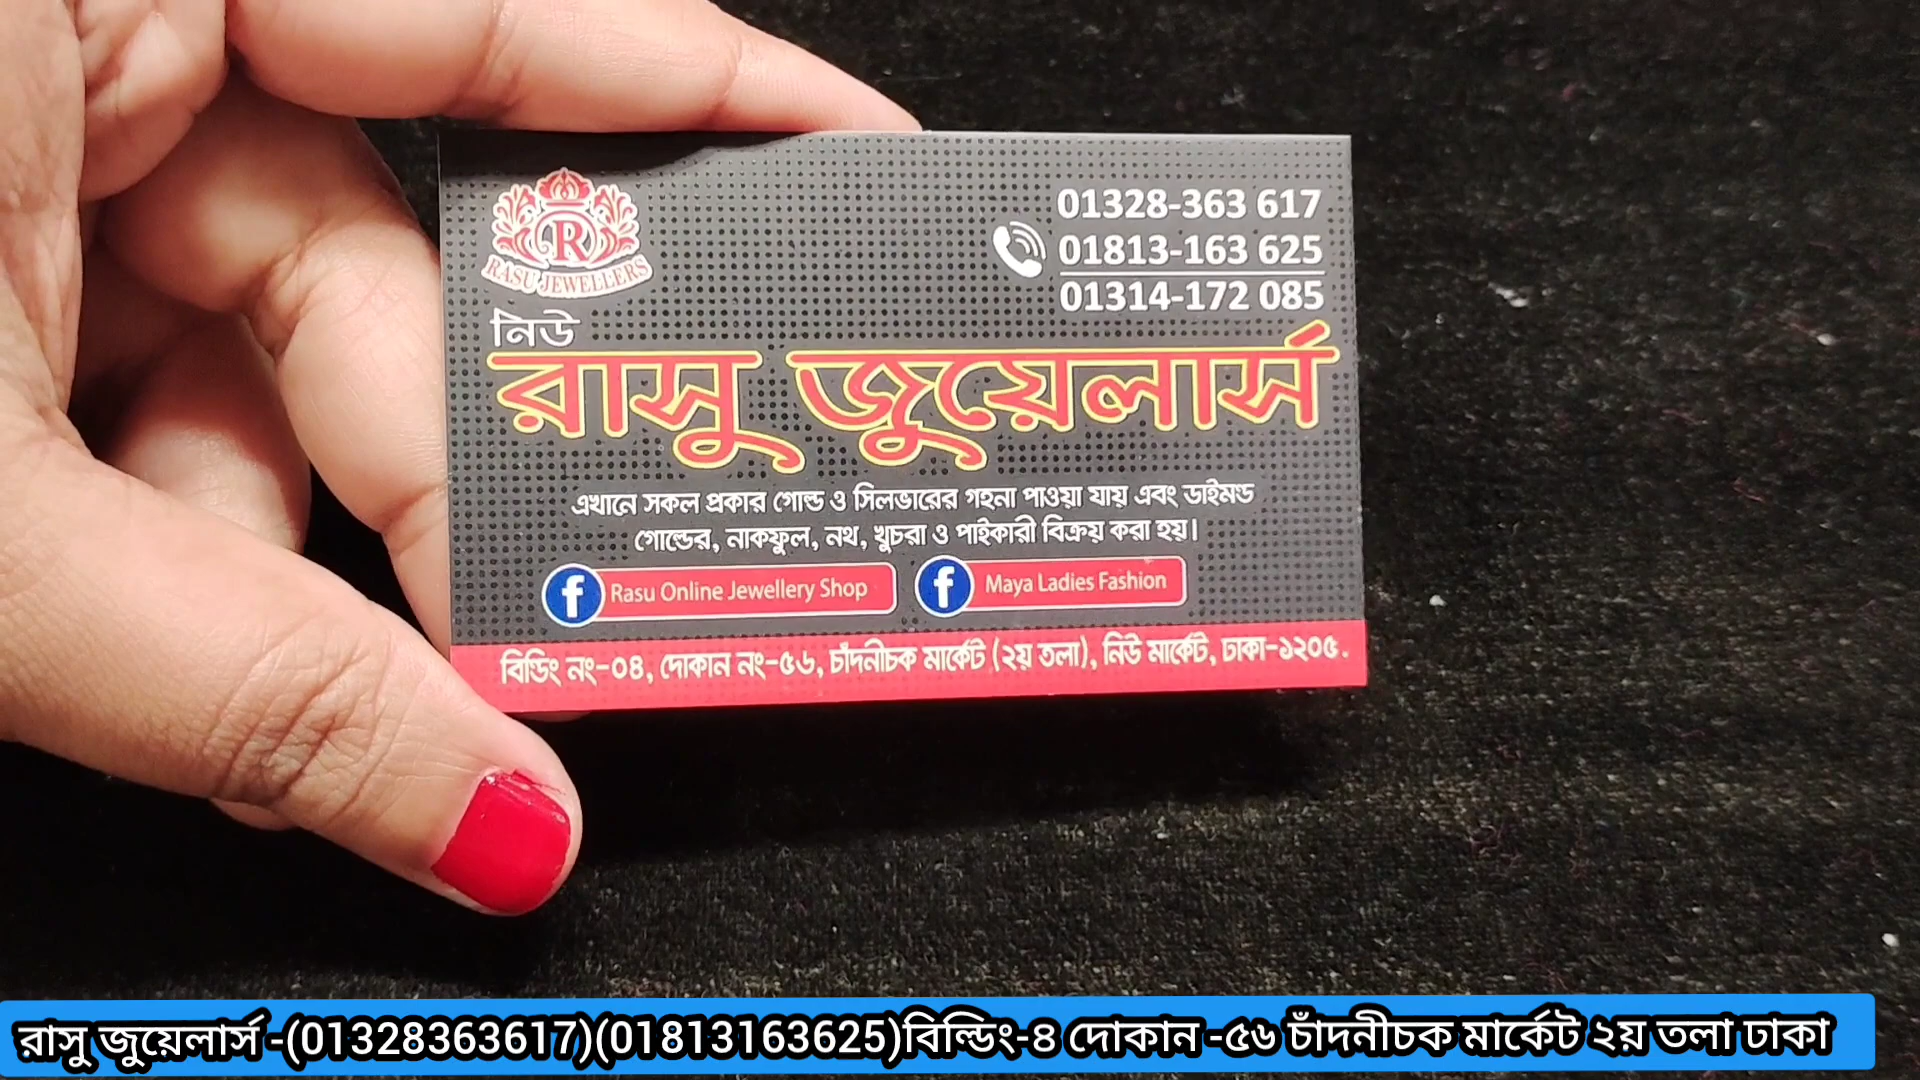 R
RASU JEWELLERS
01328-363 617
01813-163 625
01314-172 085
নিউ
রাসু জুয়েলার্স
এখানে সকল প্রকার গোল্ড ও সিলভারের গহনা পাওয়া যায় এবং ডাইমন্ড
গোল্ডের, নাকফুল, নথ, খুচরা ও পাইকারী বিক্রয় করা হয়।
f Rasu Online Jewellery Shop f Maya Ladies Fashion
বিল্ডিং নং-০৪, দোকান নং-৫৬, চাঁদনীচক মার্কেট (২য় তলা), নিউ মার্কেট, ঢাকা-১২০৫.
রাসু জুয়েলার্স -(01328363617)(01813163625)বিল্ডিং-৪ দোকান -৫৬ চাঁদনীচক মার্কেট ২য় তলা ঢাকা